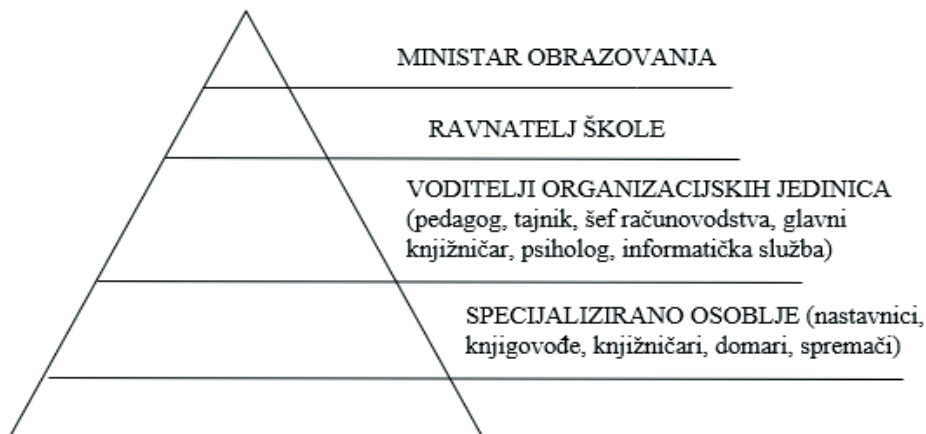 MINISTAR OBRAZOVANJA
RAVNATELJ ŠKOLE
VODITELJI ORGANIZACIJSKIH JEDINICA
(pedagog, tajnik, šef računovodstva, glavni
knjižničar, psiholog, informatička služba)
SPECIJALIZIRANO OSOBLJE (nastavnici,
knjigovođe, knjižničari, domari, spremači)